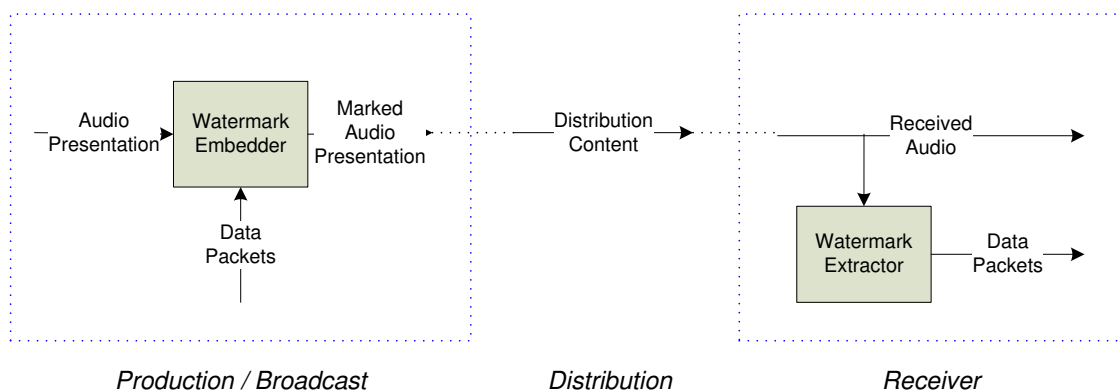 Audio
Presentation
Watermark
Embedder
Marked
Audio
Presentation
Data
Packets
Distribution
Content
Received
Audio
Watermark
Extractor
Data
Packets
Production / Broadcast
Distribution
Receiver